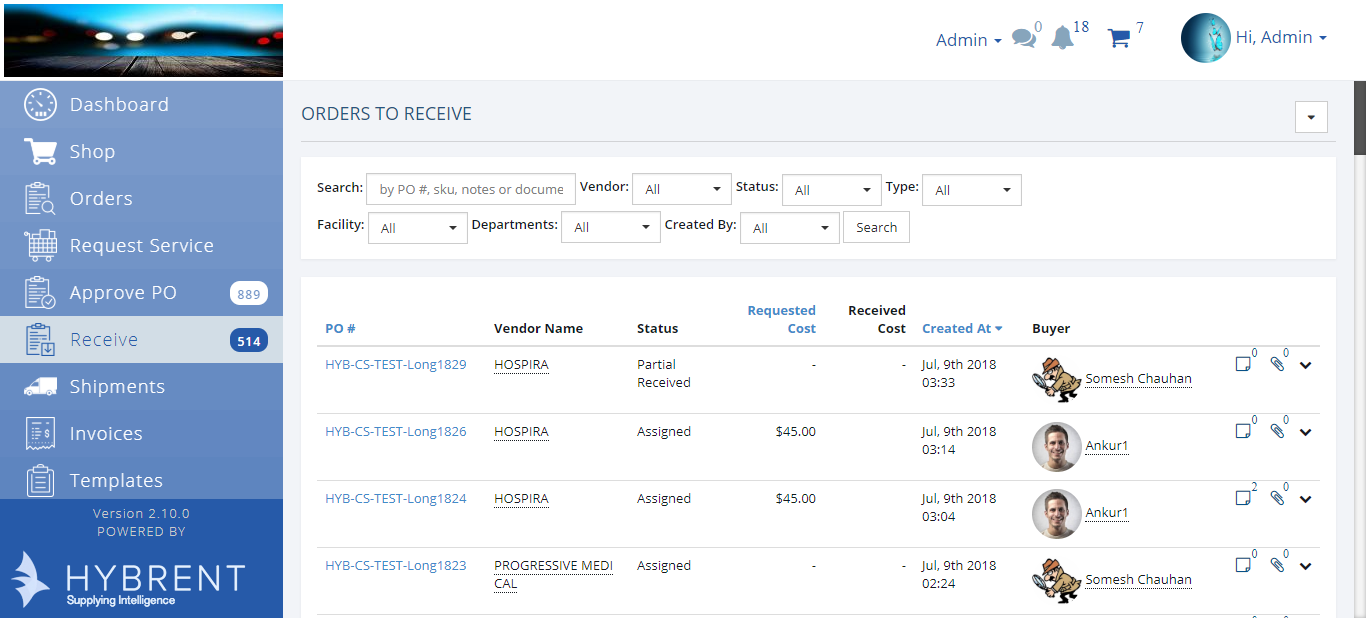 Admin 0 18 7 Hi, Admin
Dashboard
Shop
Orders
Request Service
Approve PO 889
Receive 514
Shipments
Invoices
Templates
Version 2.10.0
POWERED BY
HYBRENT
Supplying Intelligence
ORDERS TO RECEIVE
Search: by PO #, sku, notes or docume Vendor: All Status: All Type: All
Facility: All Departments: All Created By: All Search
PO # Vendor Name Status Requested Cost Received Cost Created At Buyer
HYB-CS-TEST-Long1829 HOSPIRA Partial Received - - Jul, 9th 2018 03:33 Somesh Chauhan 0 0
HYB-CS-TEST-Long1826 HOSPIRA Assigned $45.00 Jul, 9th 2018 03:14 Ankur1 0 0
HYB-CS-TEST-Long1824 HOSPIRA Assigned $45.00 Jul, 9th 2018 03:04 Ankur1 2 0
HYB-CS-TEST-Long1823 PROGRESSIVE MEDICAL Assigned - - Jul, 9th 2018 02:24 Somesh Chauhan 0 0